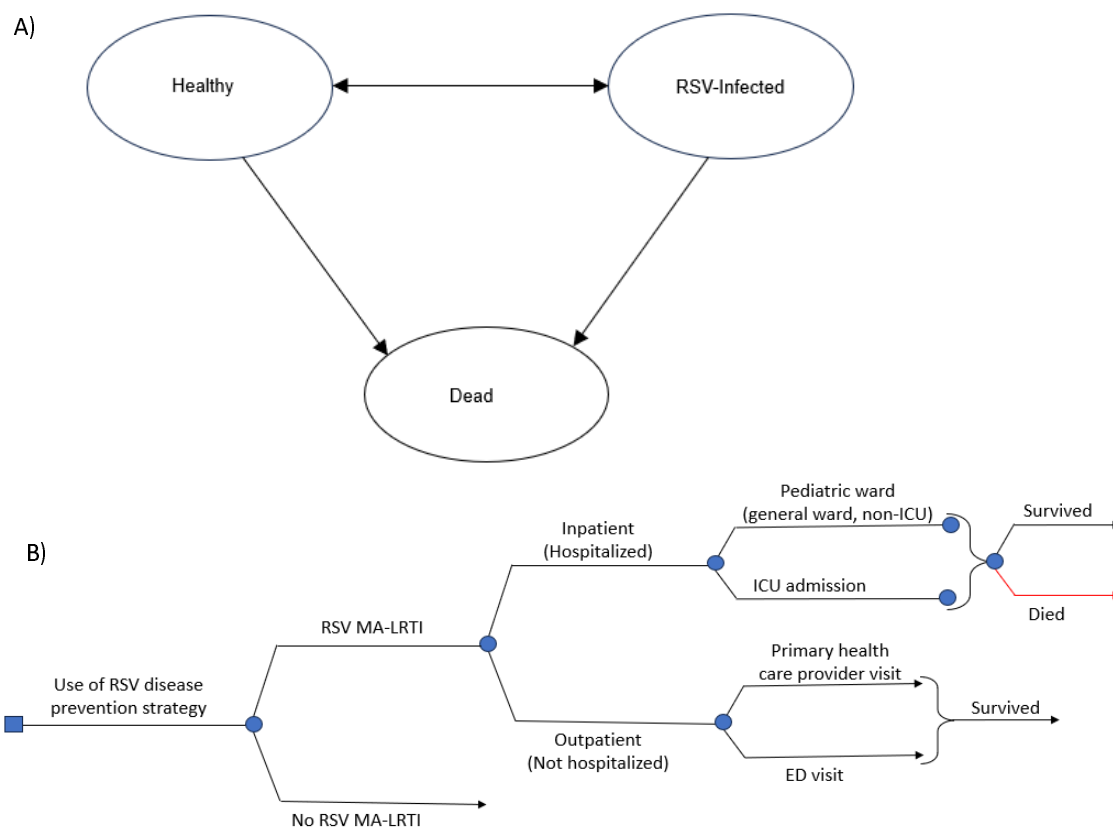 A)
Healthy
RSV-Infected
Dead
B)
Pediatric ward
(general ward, non-ICU)
Survived
Inpatient
(Hospitalized)
ICU admission
Died
RSV MA-LRTI
Primary health
care provider visit
Use of RSV disease
prevention strategy
Survived
Outpatient
(Not hospitalized)
ED visit
No RSV MA-LRTI